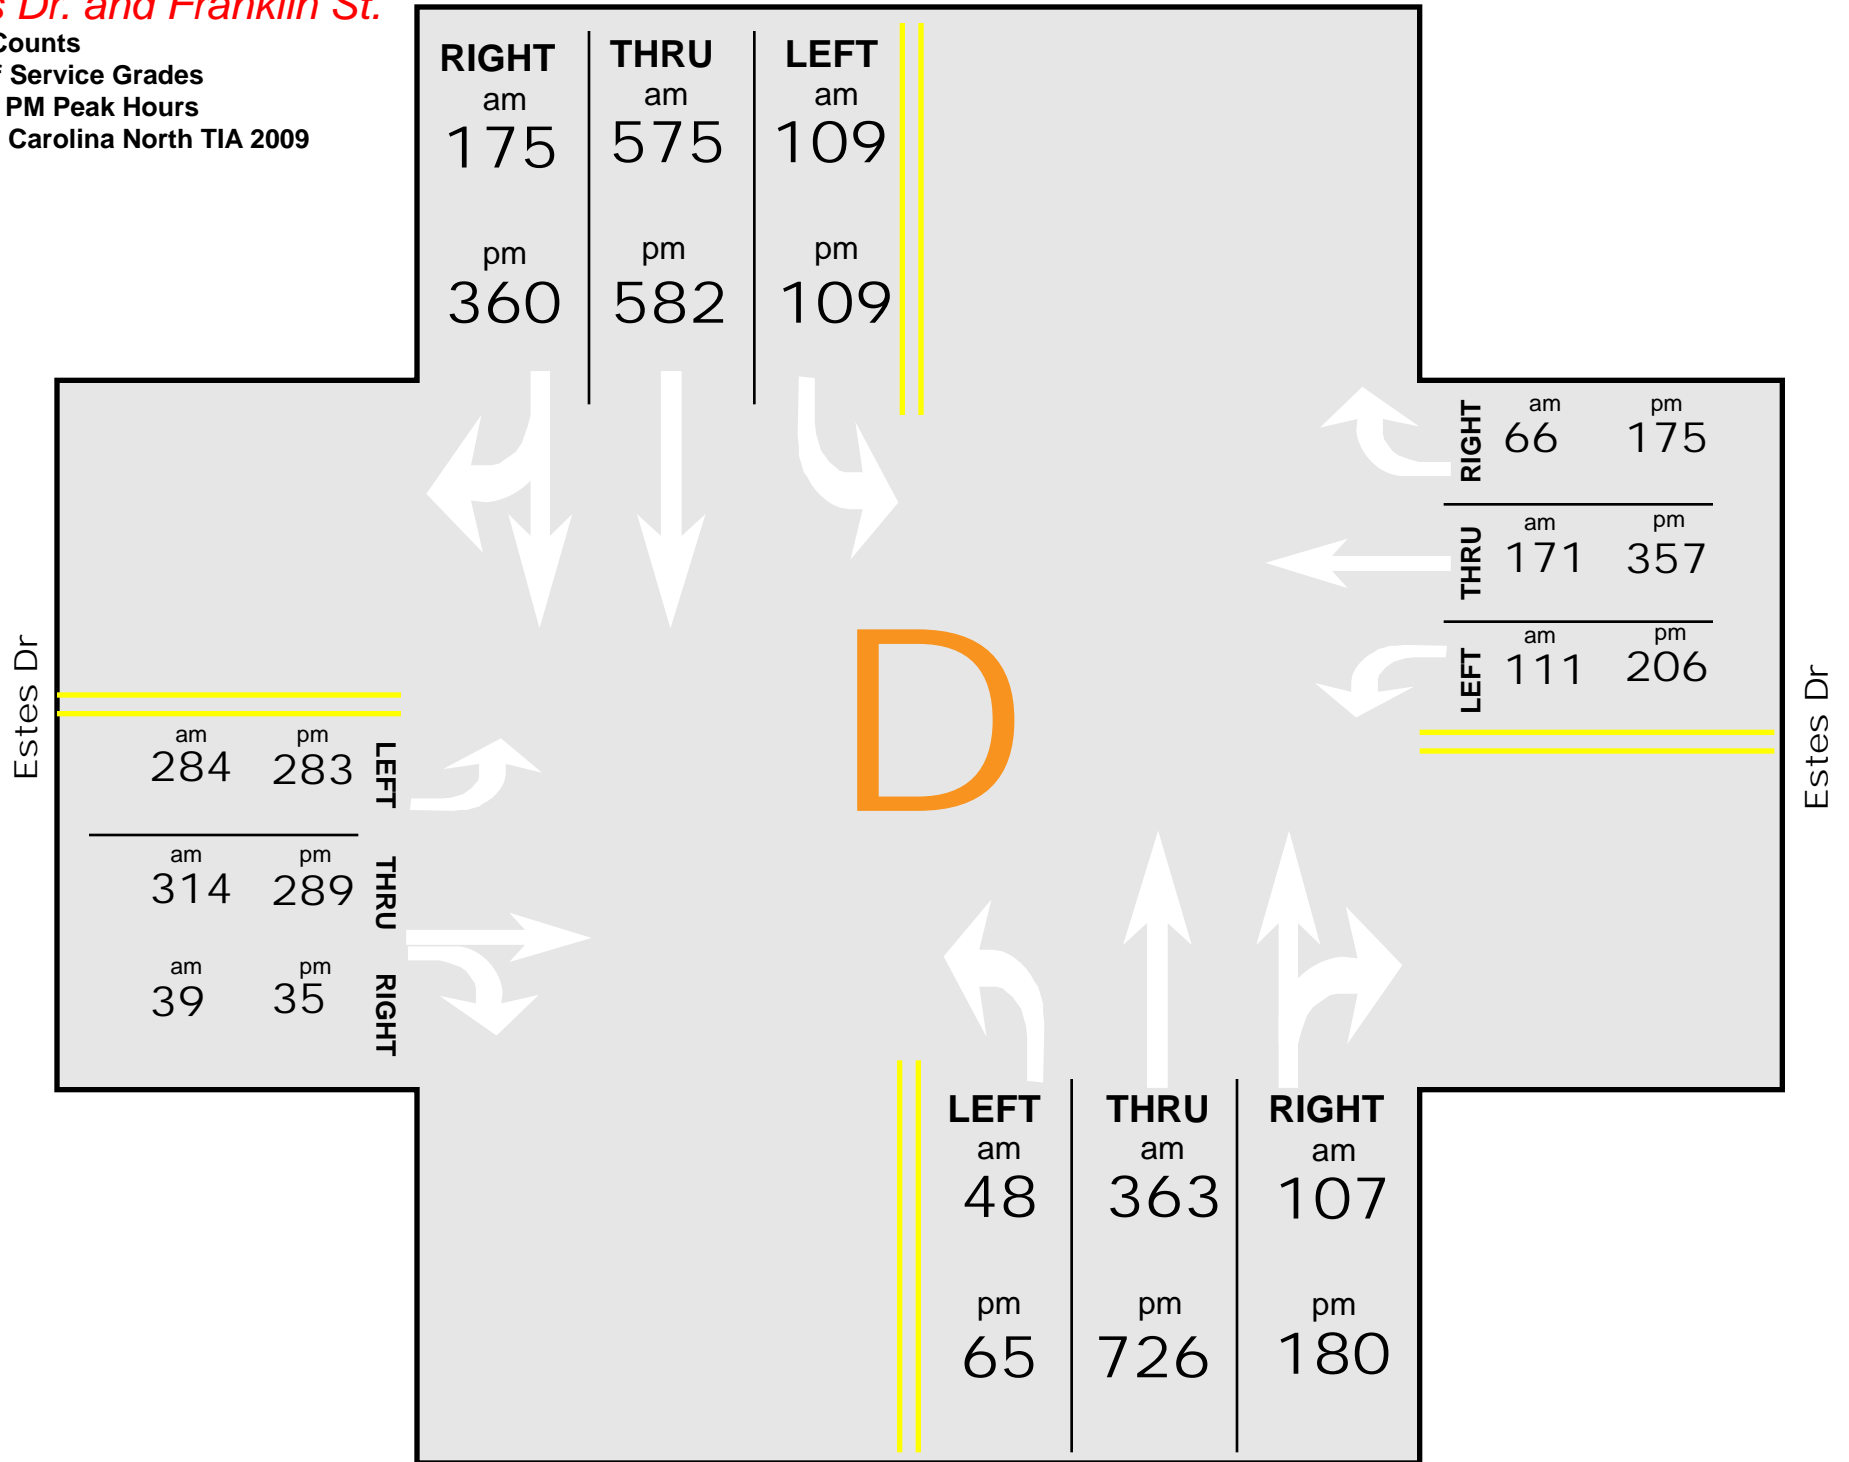 Dr. and Franklin St.
Counts
Service Grades
PM Peak Hours
Carolina North TIA 2009
RIGHT THRU LEFT
am am am
175 575 109
pm pm pm
360 582 109
am pm
RIGHT 66 175
am pm
THRU 171 357
am pm
LEFT 111 206
Estes Dr
Estes Dr
D
am pm
284 283 LEFT
am pm
314 289 THRU
am pm
39 35 RIGHT
LEFT THRU RIGHT
am am am
48 363 107
pm pm pm
65 726 180